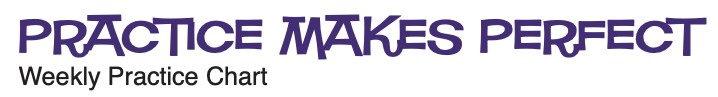 PRACTICE MAKES PERFECT
Weekly Practice Chart